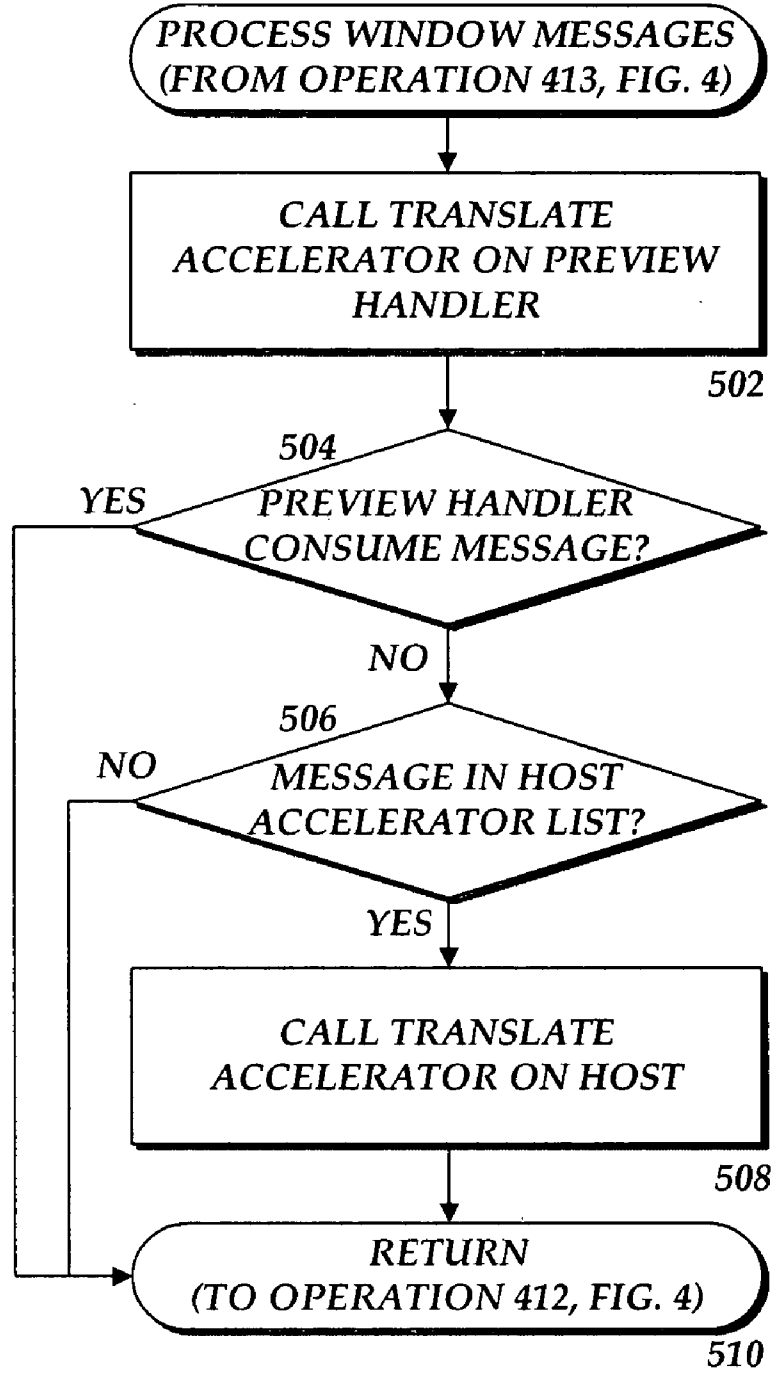 PROCESS WINDOW MESSAGES
(FROM OPERATION 413, FIG. 4)
CALL TRANSLATE
ACCELERATOR ON PREVIEW
HANDLER
502
504
YES
PREVIEW HANDLER
CONSUME MESSAGE?
NO
506
NO
MESSAGE IN HOST
ACCELERATOR LIST?
YES
CALL TRANSLATE
ACCELERATOR ON HOST
508
RETURN
(TO OPERATION 412, FIG. 4)
510